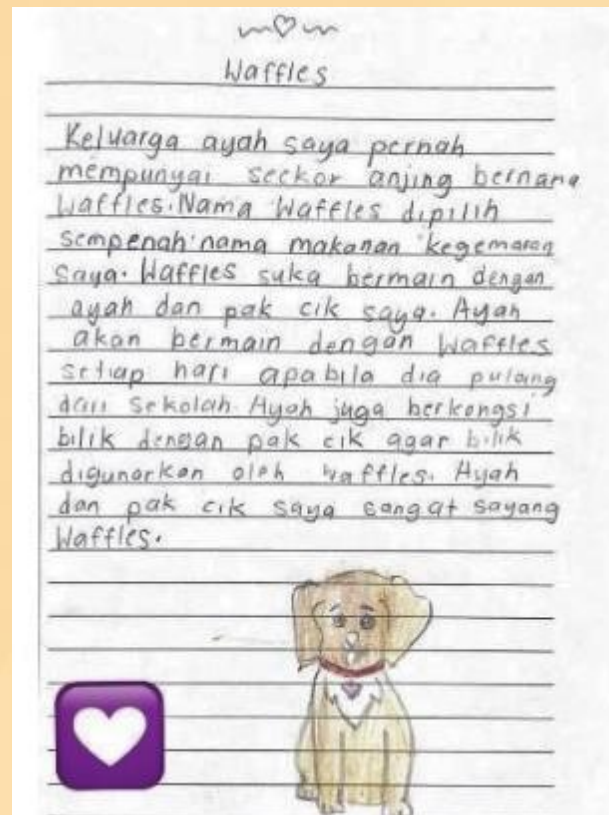 Waffles
Keluarga ayah saya pernah
mempunyai seekor anjing bernama
Waffles. Nama Waffles dipilih
sempenah nama makanan kegemaran
saya. Waffles suka bermain dengan
ayah dan pak cik saya. Ayah
akan bermain dengan Waffles
setiap hari apabila dia pulang
dari sekolah. Ayah juga berkongsi
bilik dengan pak cik agar bilik
digunarkan oleh Waffles. Ayah
dan pak cik saya sangat sayang
Waffles.